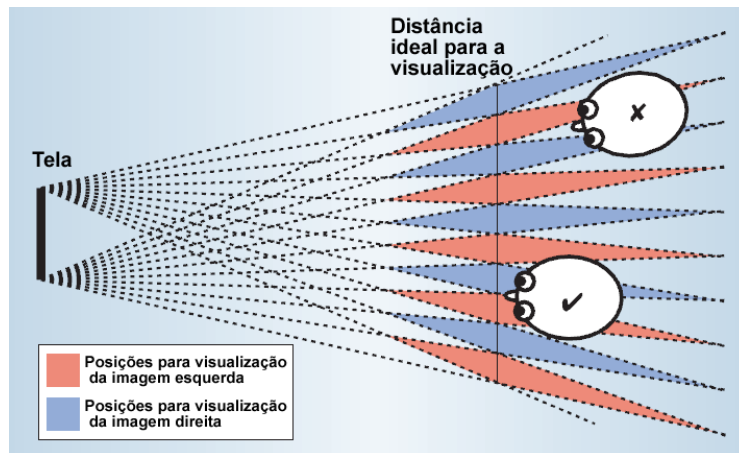 Distância
ideal para a
visualização
Tela
Posições para visualização
da imagem esquerda
Posições para visualização
da imagem direita